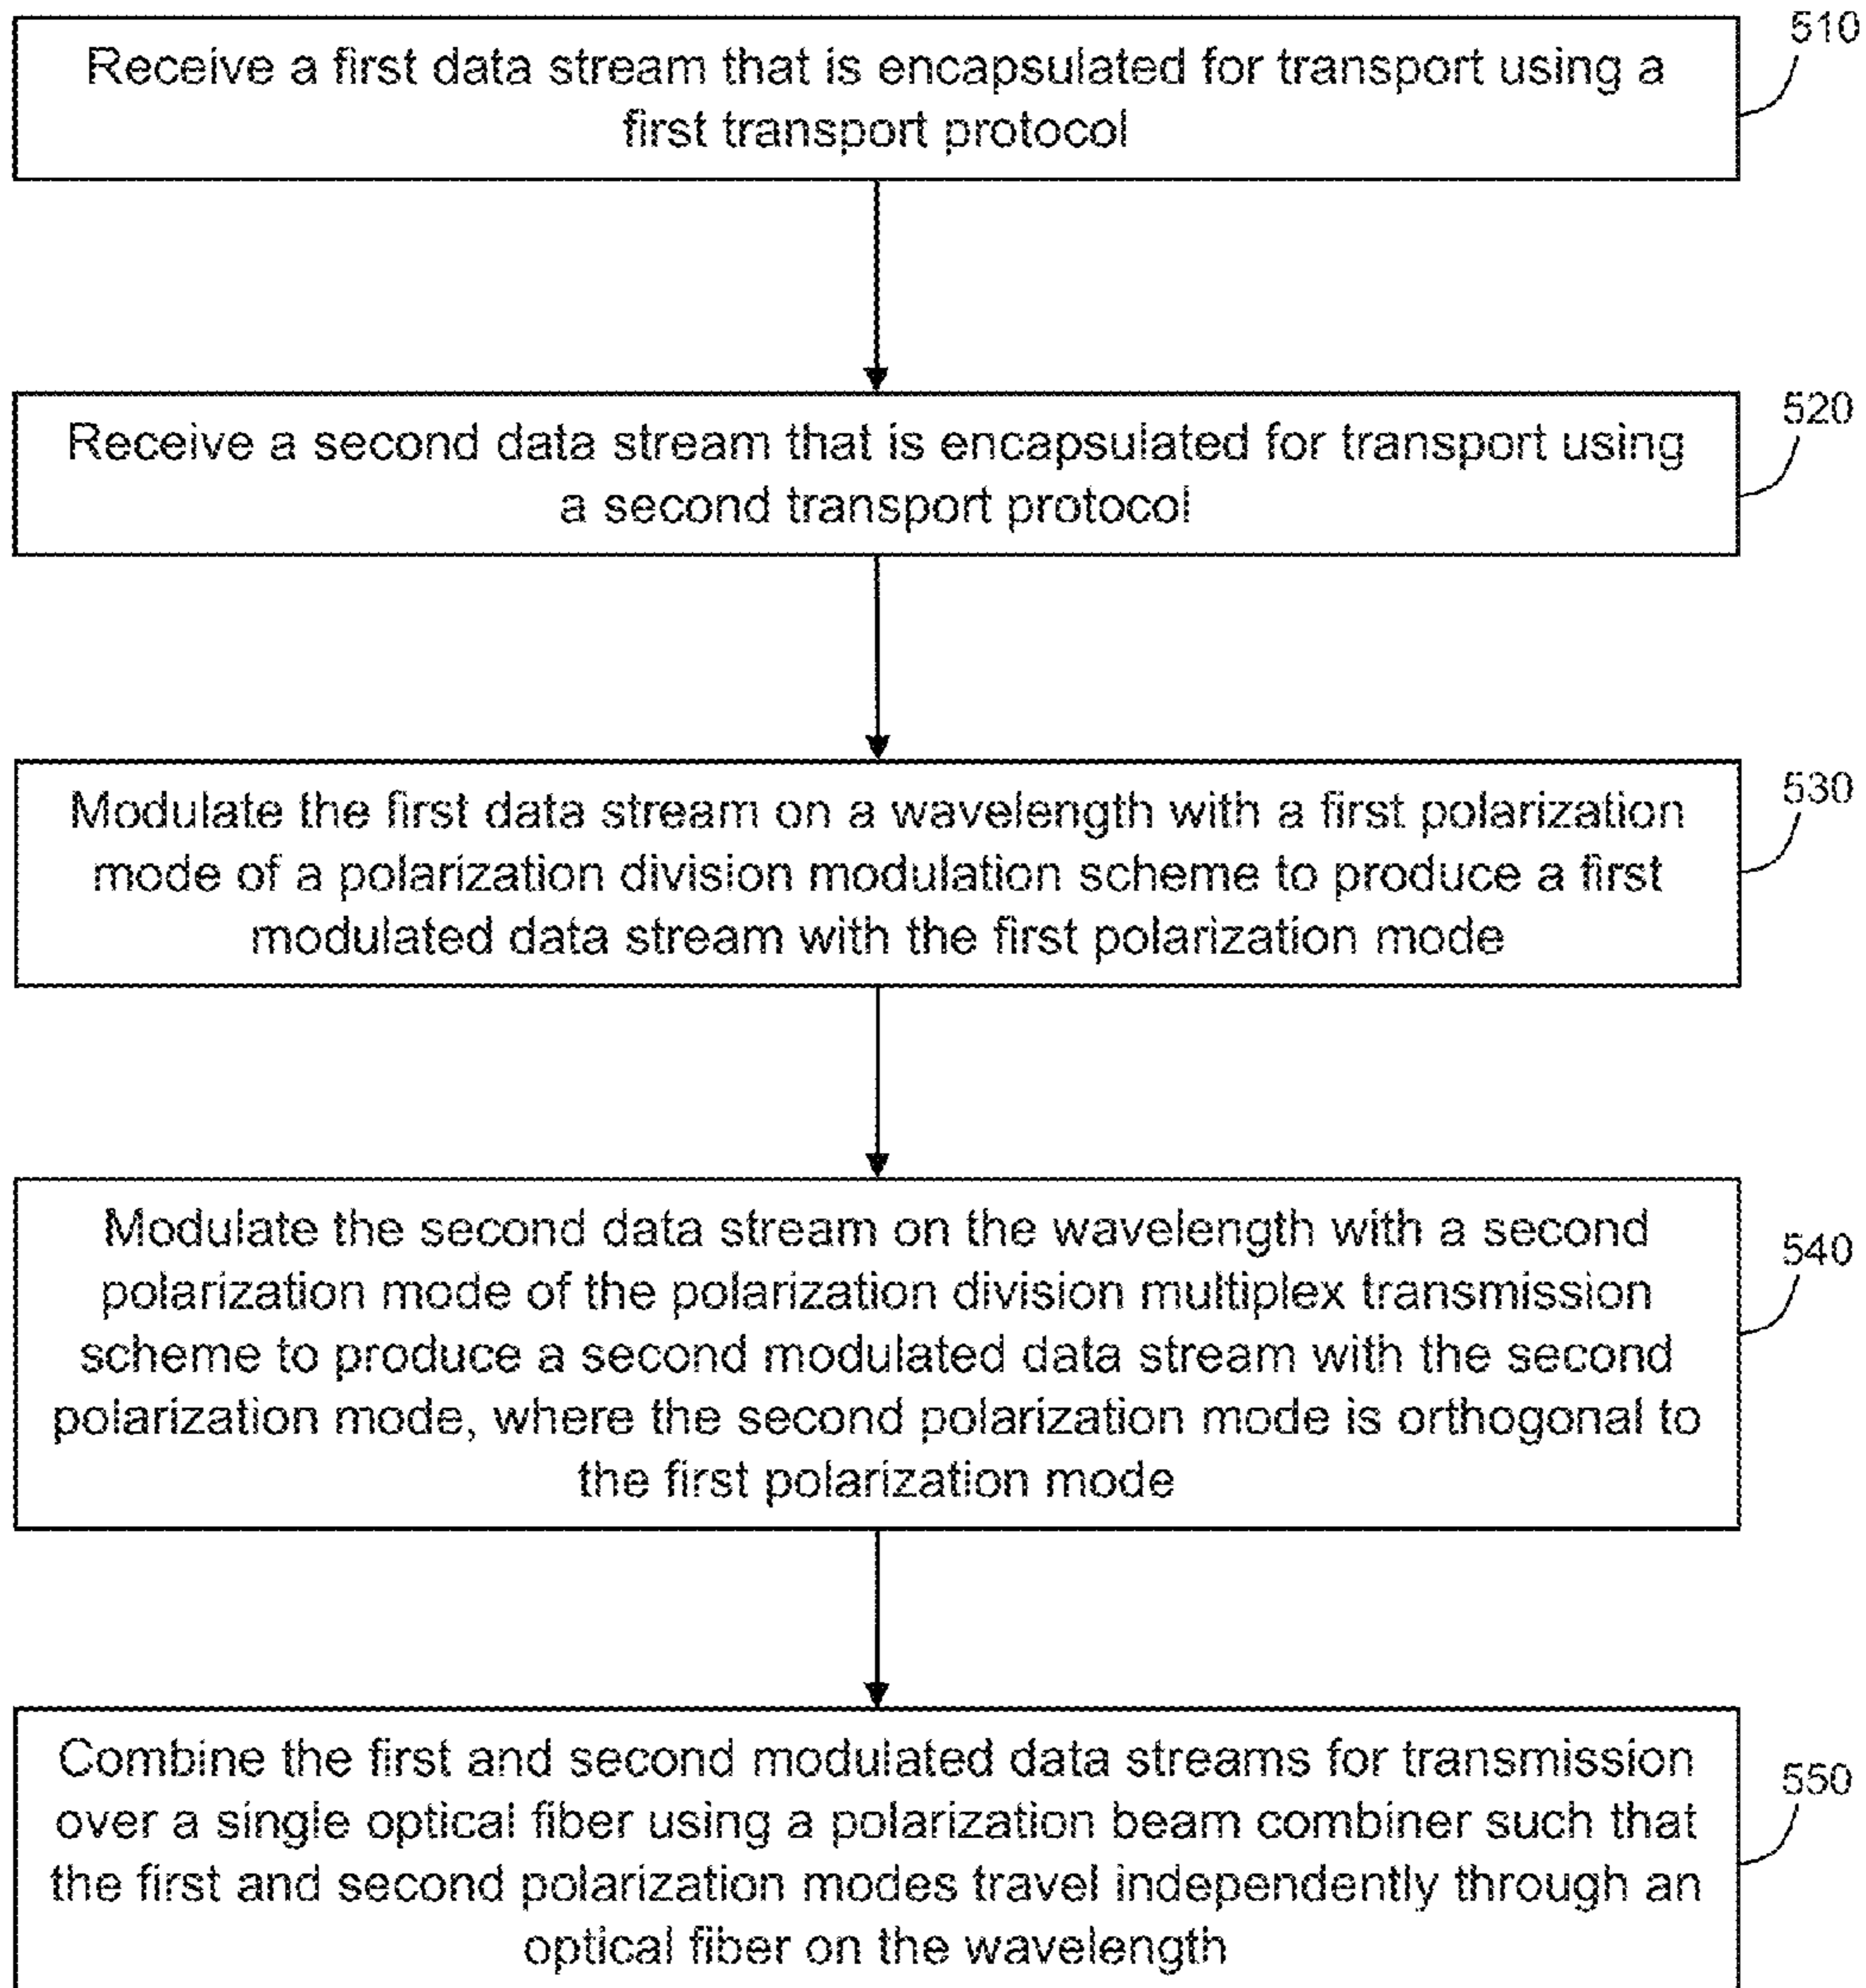 510
Receive a first data stream that is encapsulated for transport using a
first transport protocol
520
Receive a second data stream that is encapsulated for transport using
a second transport protocol
530
Modulate the first data stream on a wavelength with a first polarization
mode of a polarization division modulation scheme to produce a first
modulated data stream with the first polarization mode
540
Modulate the second data stream on the wavelength with a second
polarization mode of the polarization division multiplex transmission
scheme to produce a second modulated data stream with the second
polarization mode, where the second polarization mode is orthogonal to
the first polarization mode
550
Combine the first and second modulated data streams for transmission
over a single optical fiber using a polarization beam combiner such that
the first and second polarization modes travel independently through an
optical fiber on the wavelength